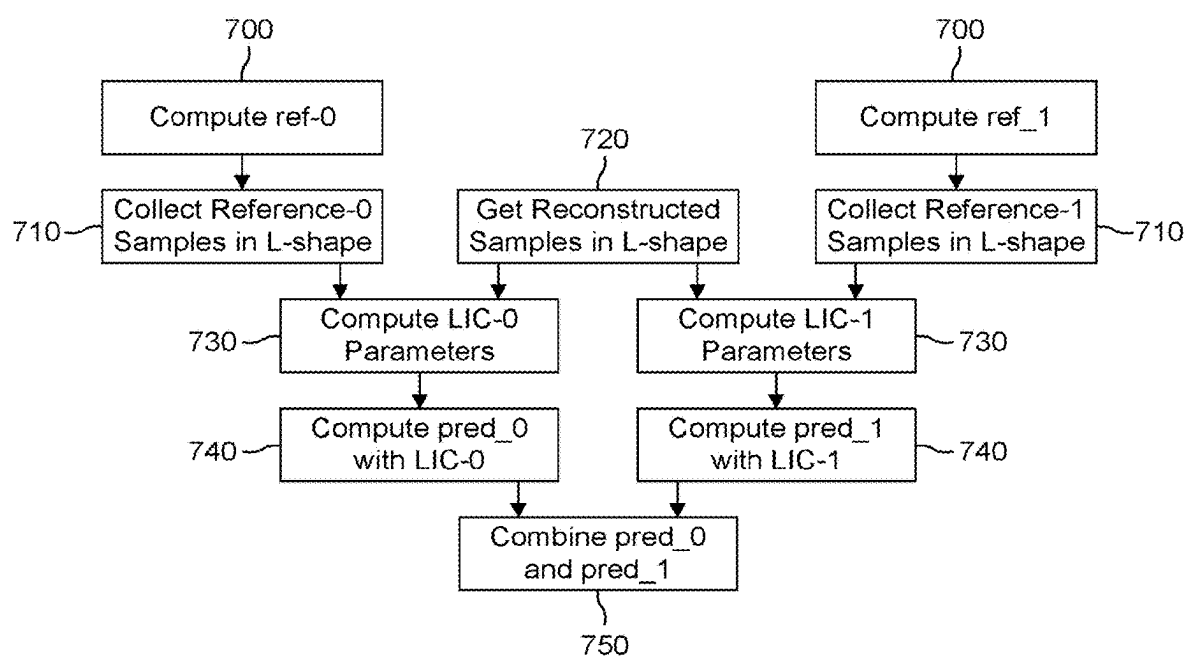 700
700
Compute ref-0
Compute ref_1
720
710
Collect Reference-0
Samples in L-shape
Get Reconstructed
Samples in L-shape
Collect Reference-1
Samples in L-shape
710
730
Compute LIC-0
Parameters
Compute LIC-1
Parameters
730
740
Compute pred_0
with LIC-0
Compute pred_1
with LIC-1
740
Combine pred_0
and pred_1
750